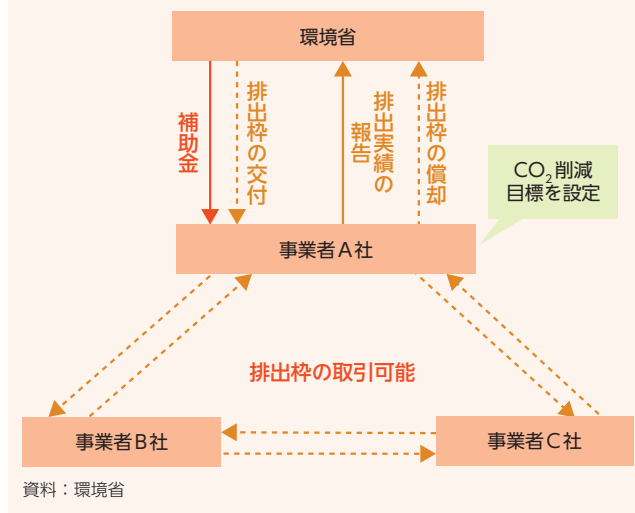 環境省
補助金
排出枠の交付
排出実績の
報告
排出枠の償却
CO2削減
目標を設定
事業者A社
排出枠の取引可能
事業者B社
事業者C社
資料：環境省